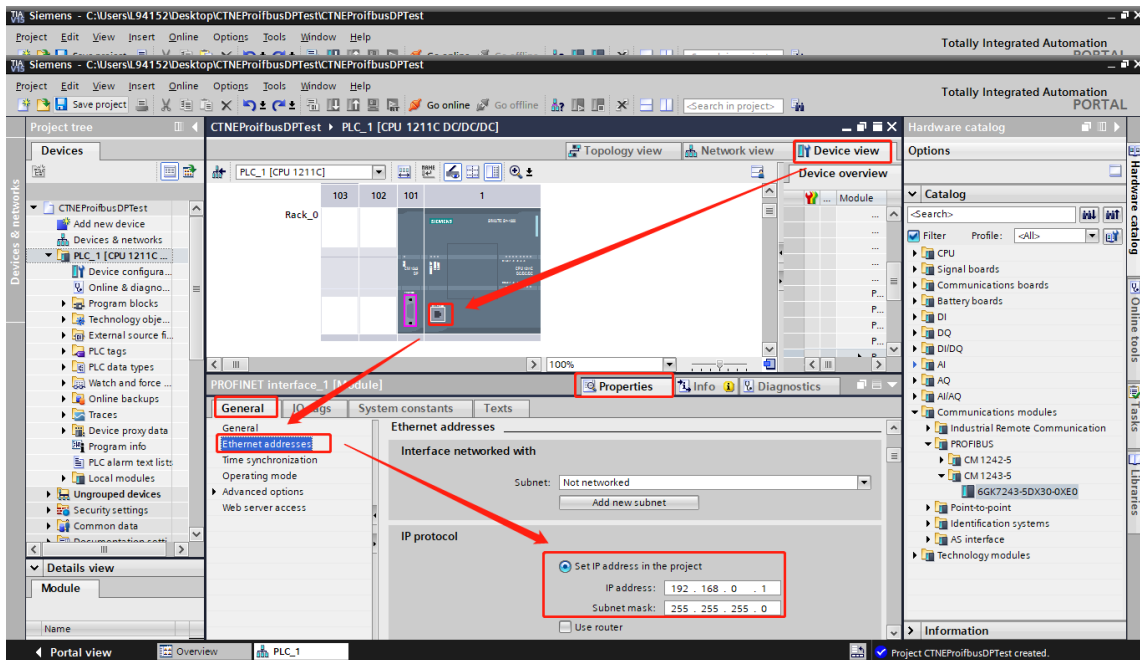 Siemens - C:\Users\L94152\Desktop\CTNEProifbusDPTest\CTNEProifbusDPTest
Project Edit View Insert Online Options Tools Window Help
Totally Integrated Automation
PORTAL
Siemens - C:\Users\L94152\Desktop\CTNEProifbusDPTest\CTNEProifbusDPTest
Project Edit View Insert Online Options Tools Window Help
Totally Integrated Automation
PORTAL
Save project Go online Go offline <Search in project>
Project tree
CTNEProifbusDPTest PLC_1 [CPU 1211C DC/DC/DC]
Hardware catalog
Devices
Topology view Network view Device view
Options
PLC_1 [CPU 1211C]
Device overview
... Module
103 102 101 1
Rack_0
SIEMENS
CTNEProifbusDPTest
Add new device
Devices & networks
PLC_1 [CPU 1211C ...
Device configura...
Online & diagno...
Program blocks
Technology obje...
External source fi...
PLC tags
PLC data types
Watch and force ...
Online backups
Traces
Device proxy data
Program info
PLC alarm text lists
Local modules
Ungrouped devices
Security settings
Common data
Documentation setti
Details view
Module
Name
Devices & networks
...
...
...
...
...
P...
P...
P...
100%
PROFINET interface_1 [Module]
Properties Info Diagnostics
General IO tags System constants Texts
General
Ethernet addresses
Time synchronization
Operating mode
Advanced options
Web server access
Ethernet addresses
Interface networked with
Subnet: Not networked
Add new subnet
IP protocol
Set IP address in the project
IP address: 192 . 168 . 0 . 1
Subnet mask: 255 . 255 . 255 . 0
Use router
Catalog
<Search>
Filter Profile: <All>
CPU
Signal boards
Communications boards
Battery boards
DI
DQ
DI/DQ
AI
AQ
AI/AQ
Communications modules
Industrial Remote Communication
PROFIBUS
CM 1242-5
CM 1243-5
6GK7243-5DX30-0XE0
Point-to-point
Identification systems
AS interface
Technology modules
Information
Hardware catalog
Online tools
Tasks
Libraries
Portal view Overview PLC_1
Project CTNEProifbusDPTest created.